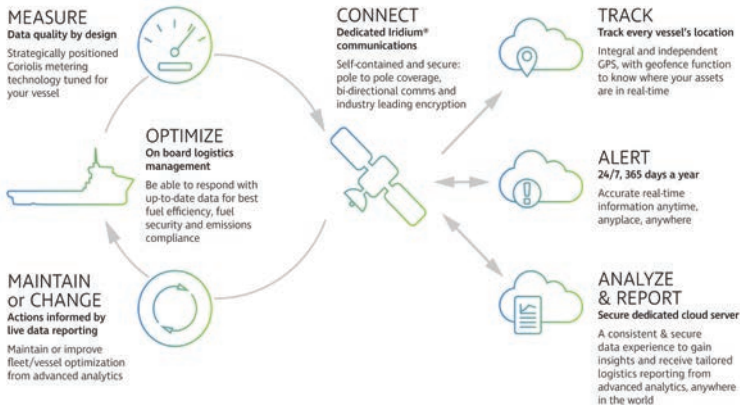 MEASURE
Data quality by design
Strategically positioned
Coriolis metering
technology tuned for
your vessel
OPTIMIZE
On board logistics
management
Be able to respond with
up-to-date data for best
fuel efficiency, fuel
security and emissions
compliance
MAINTAIN
or CHANGE
Actions informed by
live data reporting
Maintain or improve
fleet/vessel optimization
from advanced analytics
CONNECT
Dedicated Iridium®
communications
Self-contained and secure:
pole to pole coverage,
bi-directional comms and
industry leading encryption
TRACK
Track every vessel's location
Integral and independent
GPS, with geofence function
to know where your assets
are in real-time
ALERT
24/7, 365 days a year
Accurate real-time
information anytime,
anyplace, anywhere
ANALYZE
& REPORT
Secure dedicated cloud server
A consistent & secure
data experience to gain
insights and receive tailored
logistics reporting from
advanced analytics, anywhere
in the world